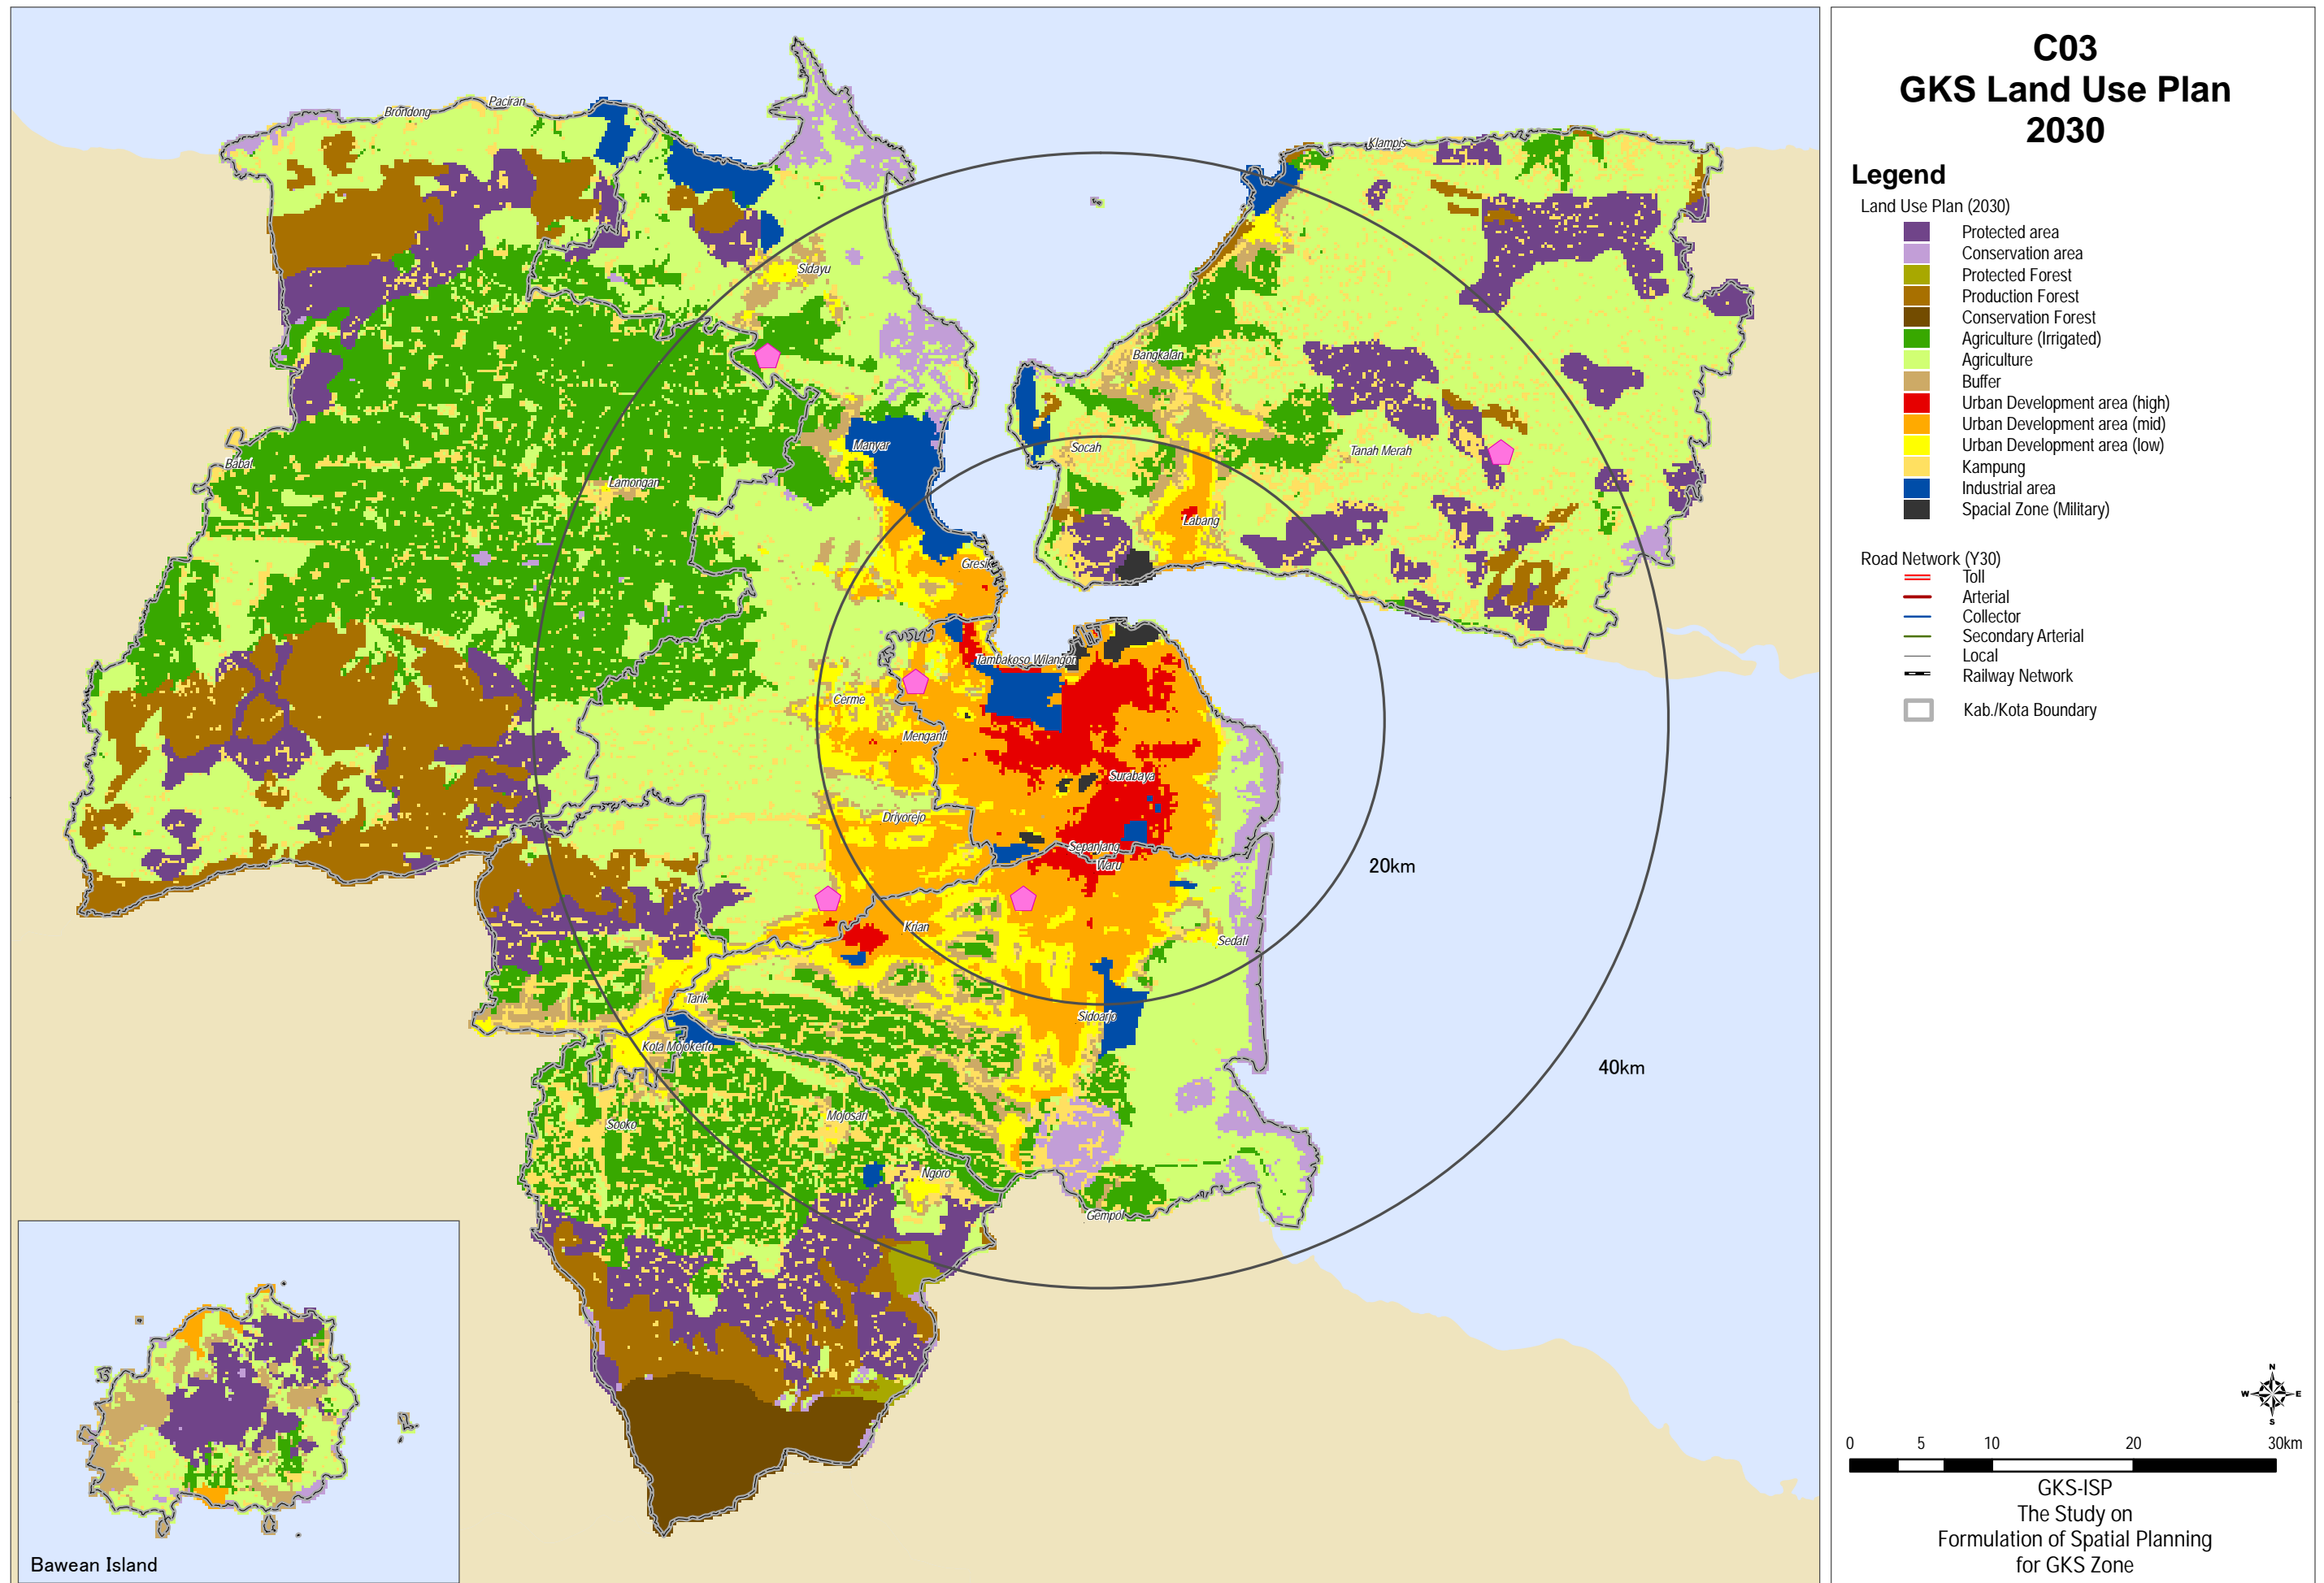 C03
GKS Land Use Plan
2030
Legend
Land Use Plan (2030)
Protected area
Conservation area
Protected Forest
Production Forest
Conservation Forest
Agriculture (Irrigated)
Agriculture
Buffer
Urban Development area (high)
Urban Development area (mid)
Urban Development area (low)
Kampung
Industrial area
Spacial Zone (Military)
Road Network (Y30)
Toll
Arterial
Collector
Secondary Arterial
Local
Railway Network
Kab./Kota Boundary
N
W E
S
0 5 10 20 30km
GKS-ISP
The Study on
Formulation of Spatial Planning
for GKS Zone
Brondong
Paciran
Klampis
Sidayu
Bangkalan
Manyar
Socah
Tanah Merah
Babat
Lamongan
Labang
Gresik
Tambakoso Wilangon
Cerme
Menganti
Surabaya
Driyorejo
Sepanjang
Waru
20km
Krian
Sedati
Tarik
Sidoarjo
Kota Mojokerto
40km
Mojosari
Sooko
Ngoro
Gempol
Bawean Island